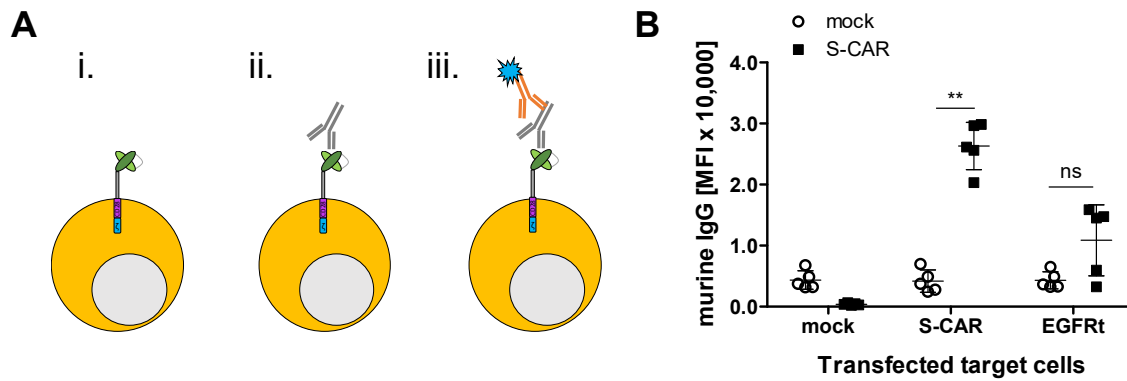 A
i.
ii.
iii.
B
mock
S-CAR
murine IgG [MFI x 10,000]
4.0
3.0
2.0
1.0
0.0
**
ns
mock
S-CAR
EGFRt
Transfected target cells